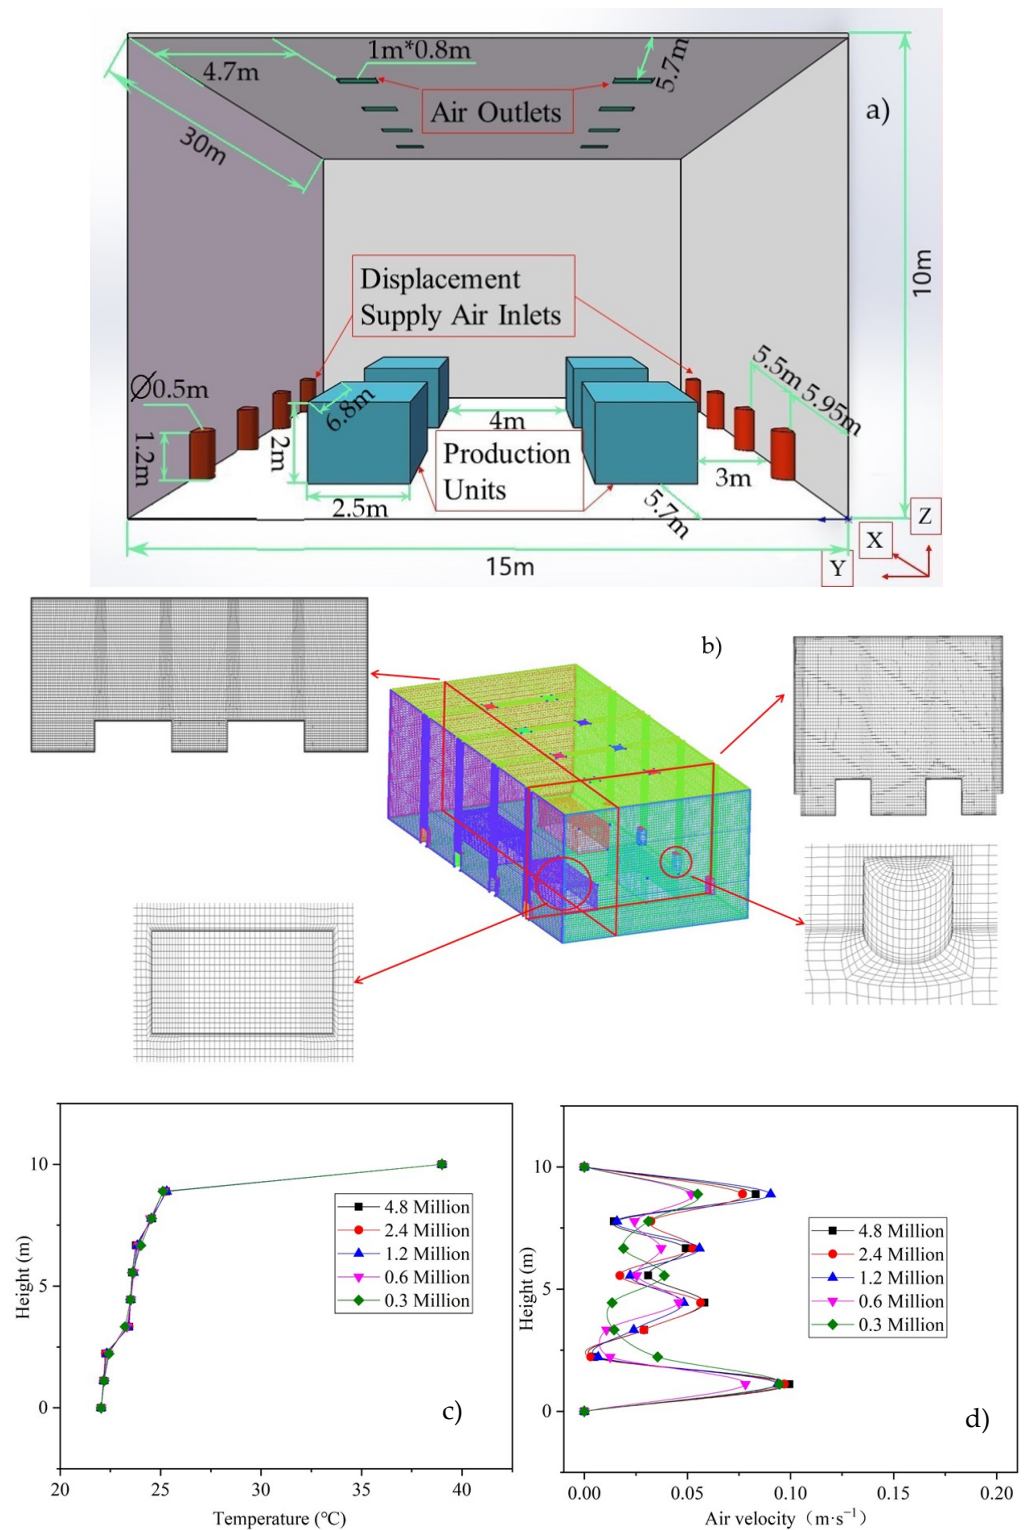 1m*0.8m
4.7m
5.7m
Air Outlets
a)
30m
10m
Displacement
Supply Air Inlets
Ø0.5m
5.5m
5.95m
6.8m
4m
1.2m
2m
Production
Units
3m
2.5m
5.7m
Z
X
Y
15m
b)
10
5
0
Height (m)
4.8 Million
2.4 Million
1.2 Million
0.6 Million
0.3 Million
c)
20 25 30 35 40
Temperature (℃)
10
5
0
Height (m)
4.8 Million
2.4 Million
1.2 Million
0.6 Million
0.3 Million
d)
0.00 0.05 0.10 0.15 0.20
Air velocity（m·s⁻¹）